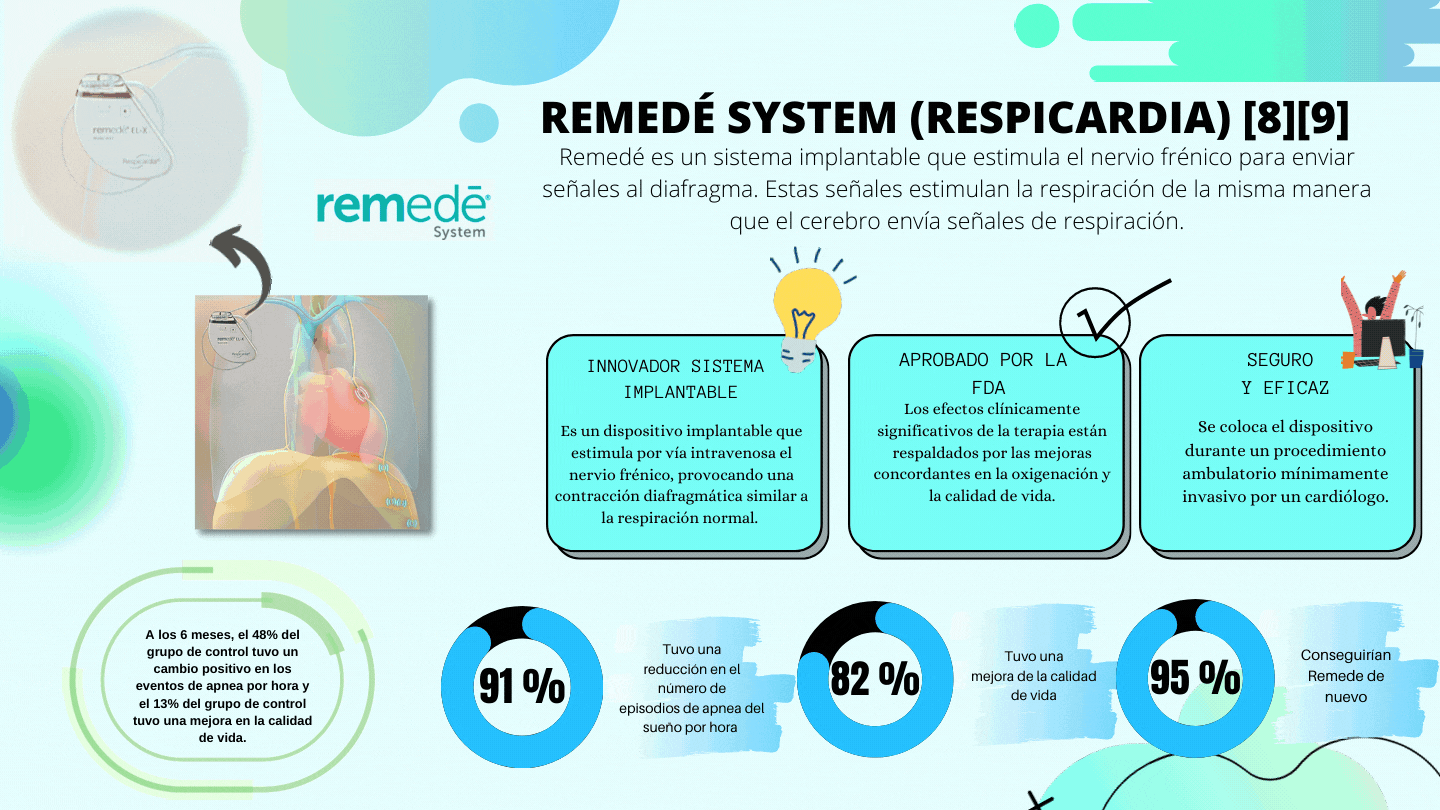 REMEDÉ SYSTEM (RESPICARDIA) [8][9]
Remedé es un sistema implantable que estimula el nervio frénico para enviar
señales al diafragma. Estas señales estimulan la respiración de la misma manera
que el cerebro envía señales de respiración.
remedē®
System
remedē® EL-X
Respicardia®
INNOVADOR SISTEMA
IMPLANTABLE
Es un dispositivo implantable que
estimula por vía intravenosa el
nervio frénico, provocando una
contracción diafragmática similar a
la respiración normal.
APROBADO POR LA
FDA
Los efectos clínicamente
significativos de la terapia están
respaldados por las mejoras
concordantes en la oxigenación y
la calidad de vida.
SEGURO
Y EFICAZ
Se coloca el dispositivo
durante un procedimiento
ambulatorio mínimamente
invasivo por un cardiólogo.
A los 6 meses, el 48% del
grupo de control tuvo un
cambio positivo en los
eventos de apnea por hora y
el 13% del grupo de control
tuvo una mejora en la calidad
de vida.
91 %
Tuvo una
reducción en el
número de
episodios de apnea del
sueño por hora
82 %
Tuvo una
mejora de la calidad
de vida
95 %
Conseguirían
Remede de
nuevo